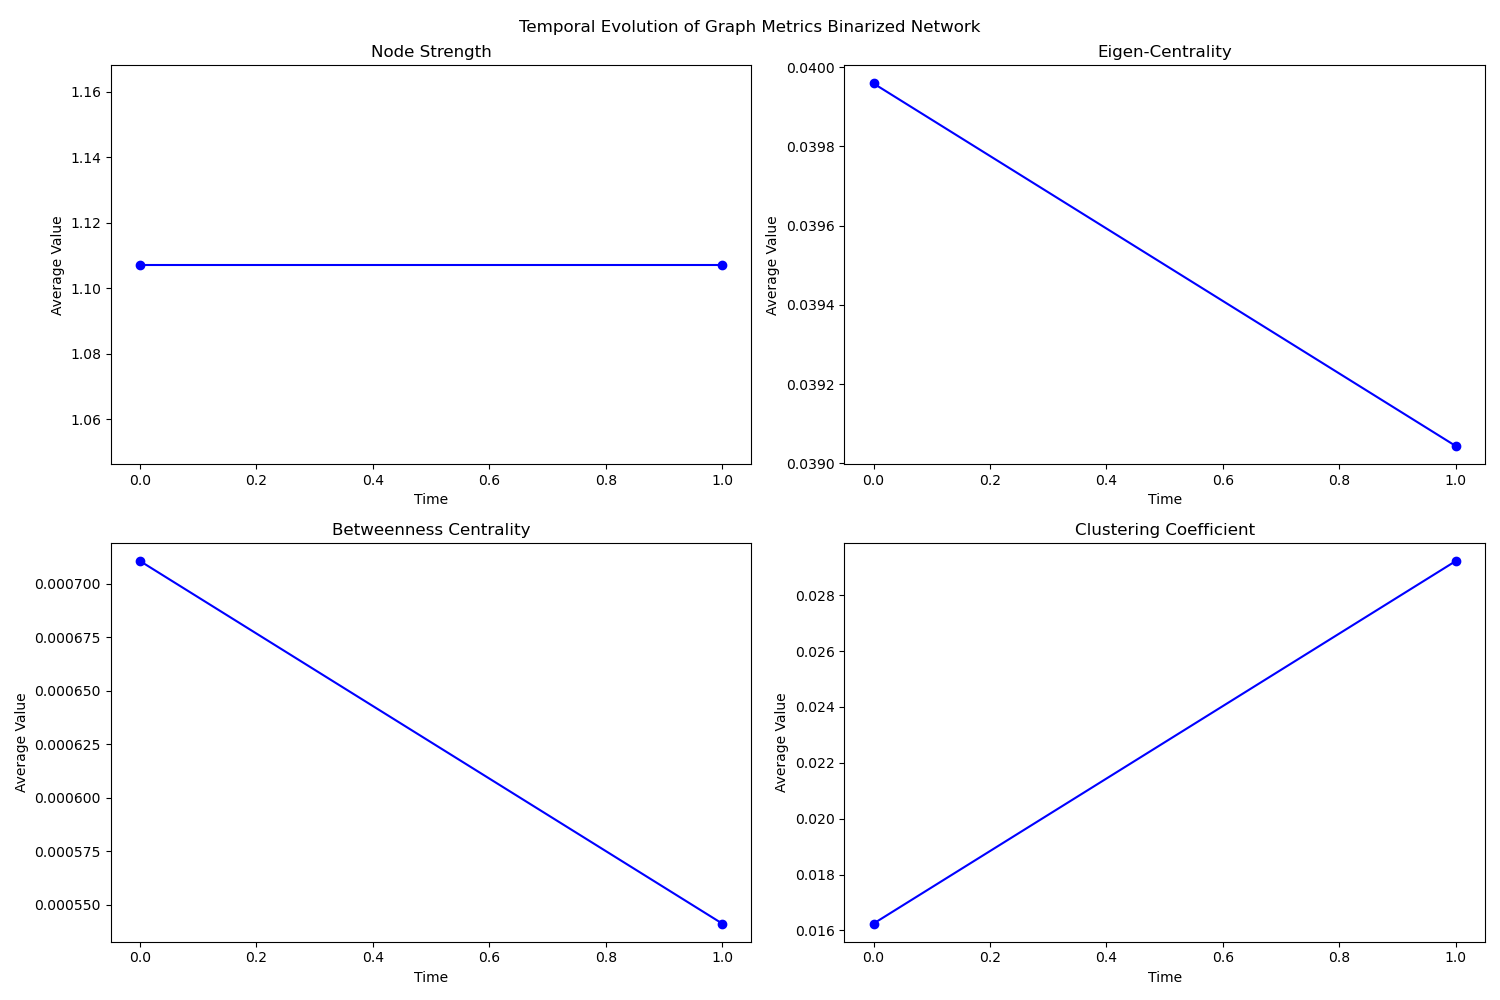 Temporal Evolution of Graph Metrics Binarized Network
Node Strength
1.16
1.14
1.12
1.10
1.08
1.06
Average Value
0.0 0.2 0.4 0.6 0.8 1.0
Time
Eigen-Centrality
0.0400
0.0398
0.0396
0.0394
0.0392
0.0390
Average Value
0.0 0.2 0.4 0.6 0.8 1.0
Time
Betweenness Centrality
0.000700
0.000675
0.000650
0.000625
0.000600
0.000575
0.000550
Average Value
0.0 0.2 0.4 0.6 0.8 1.0
Time
Clustering Coefficient
0.028
0.026
0.024
0.022
0.020
0.018
0.016
Average Value
0.0 0.2 0.4 0.6 0.8 1.0
Time